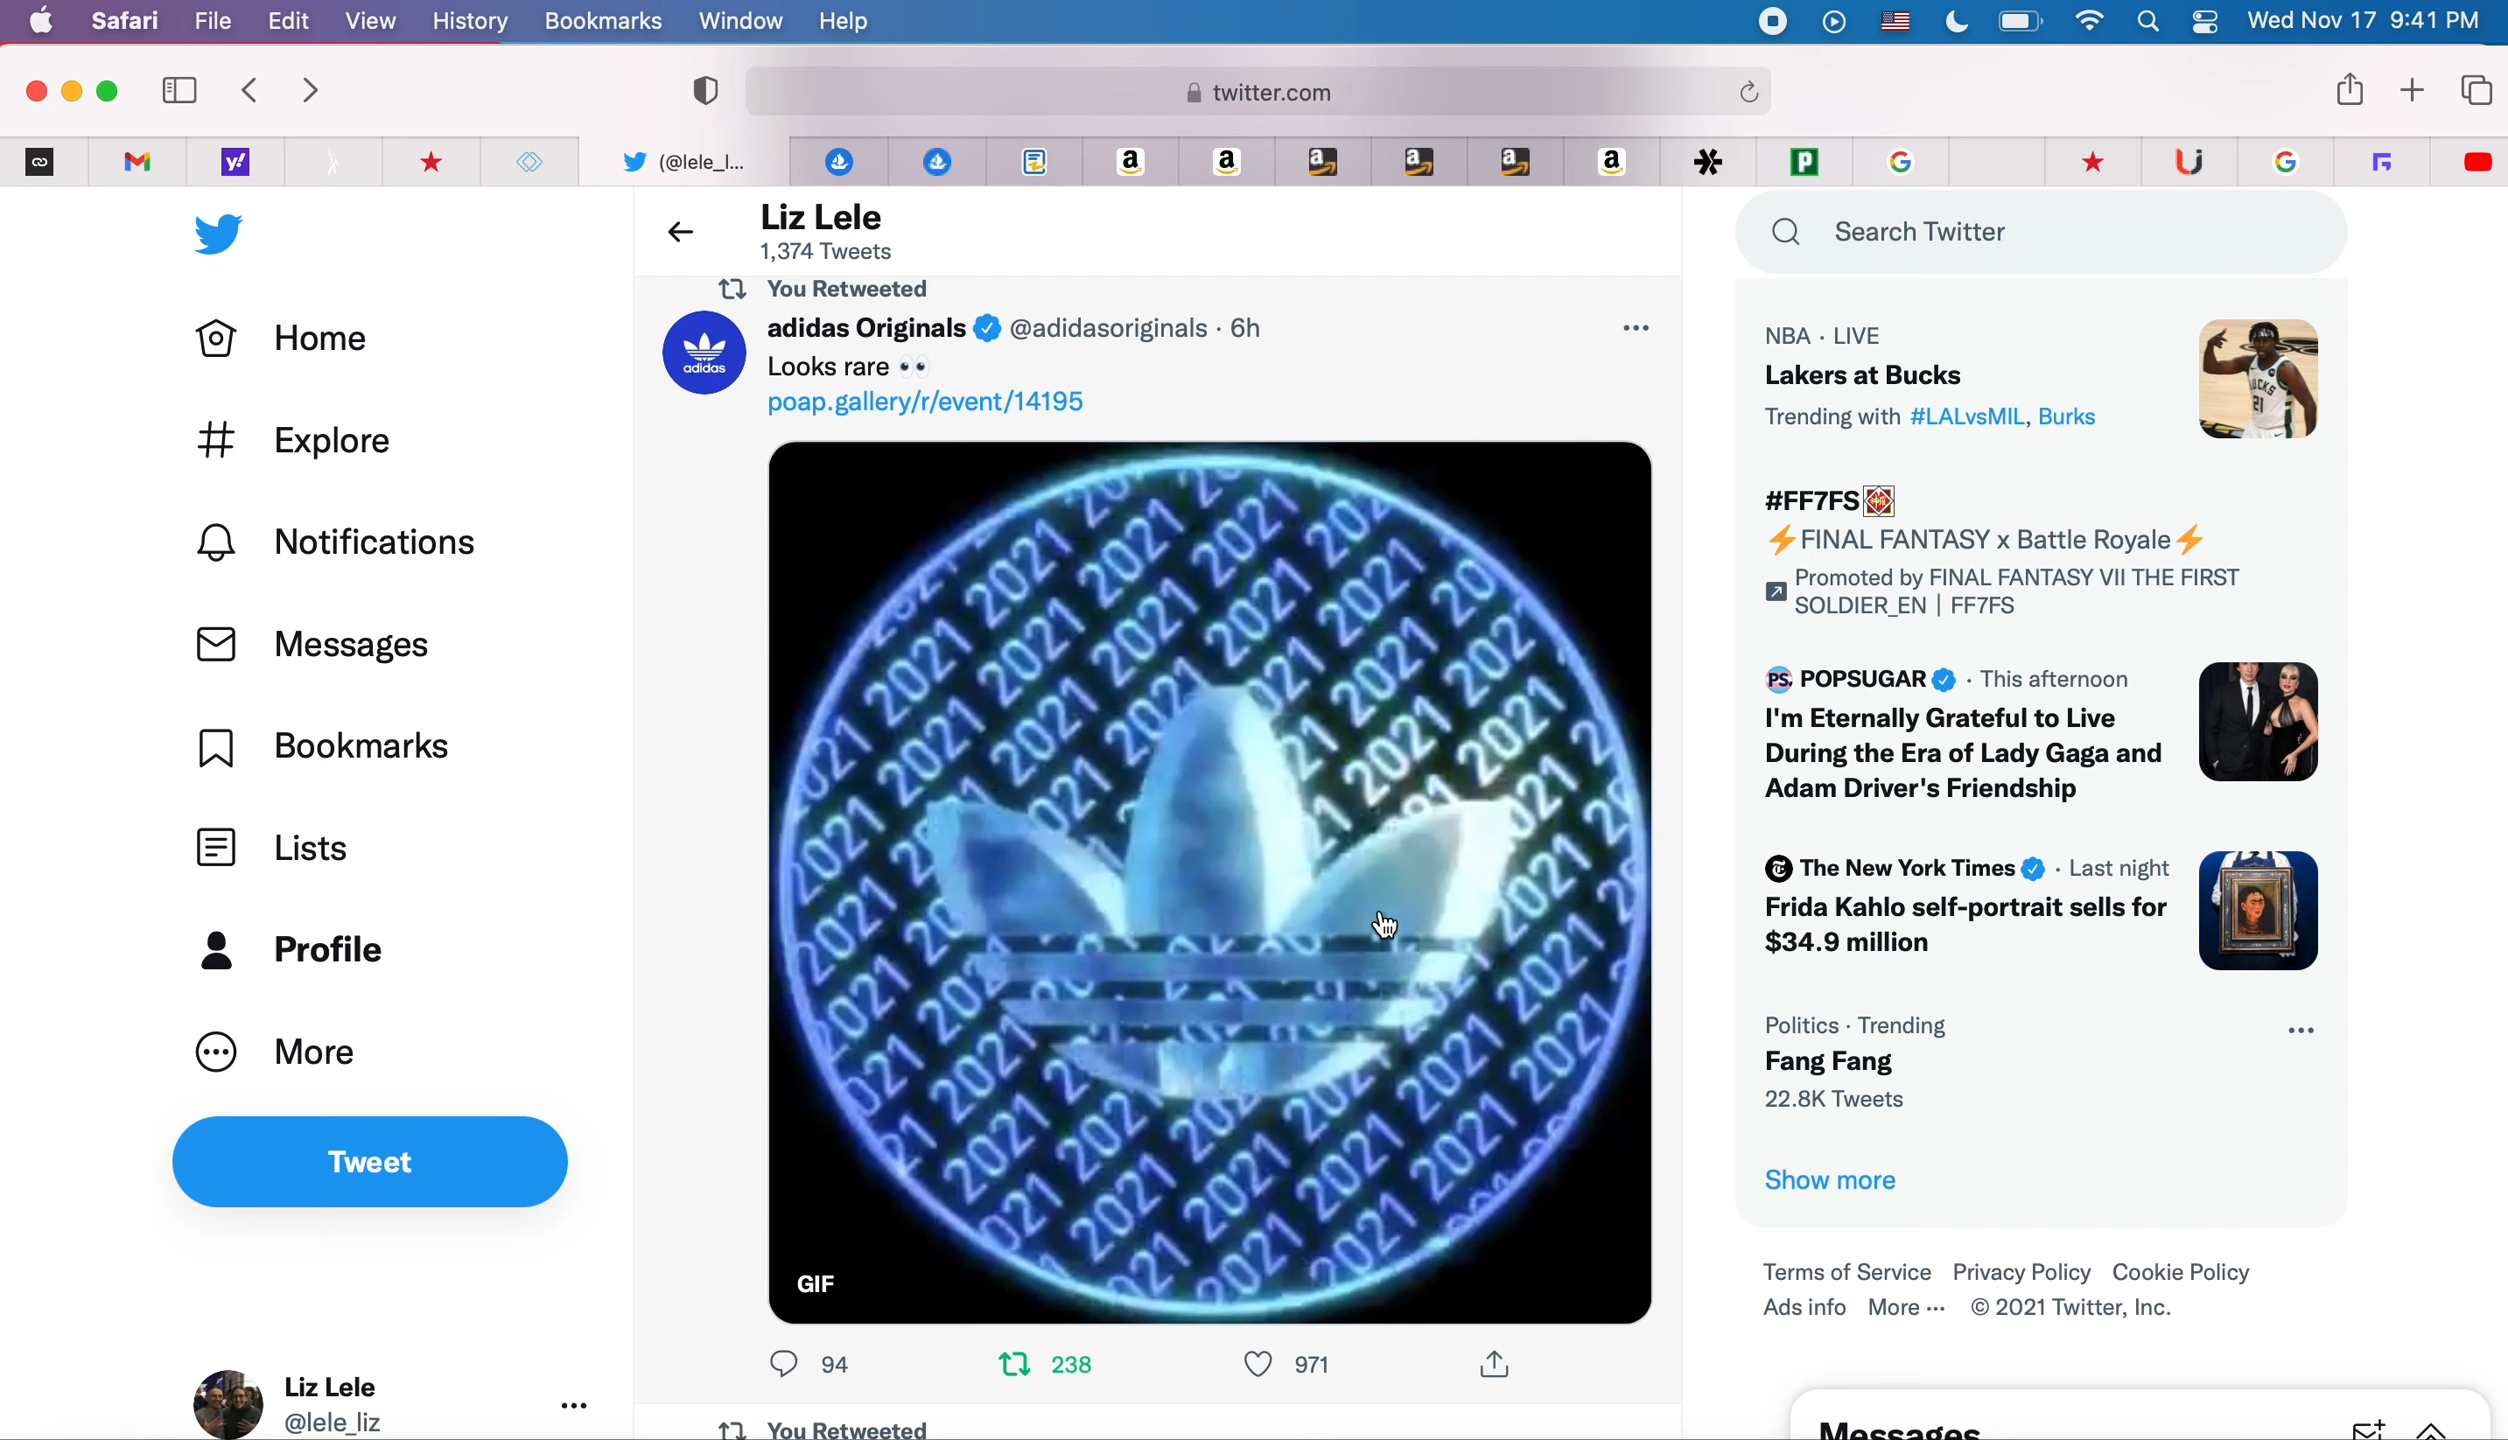 Safari File Edit View History Bookmarks Window Help
Wed Nov 17 9:41 PM
twitter.com
(@lele_l...
Home
Explore
Notifications
Messages
Bookmarks
Lists
Profile
More
Tweet
Liz Lele
@lele_liz
Liz Lele
1,374 Tweets
You Retweeted
adidas Originals @adidasoriginals · 6h
Looks rare 👀
poap.gallery/r/event/14195
adidas
2021 2021 2021 2021
GIF
94 238 971
You Retweeted
Search Twitter
NBA · LIVE
Lakers at Bucks
Trending with #LALvsMIL, Burks
#FF7FS
⚡FINAL FANTASY x Battle Royale⚡
Promoted by FINAL FANTASY VII THE FIRST
SOLDIER_EN | FF7FS
POPSUGAR · This afternoon
I'm Eternally Grateful to Live
During the Era of Lady Gaga and
Adam Driver's Friendship
The New York Times · Last night
Frida Kahlo self-portrait sells for
$34.9 million
Politics · Trending
Fang Fang
22.8K Tweets
Show more
Terms of Service Privacy Policy Cookie Policy
Ads info More ··· © 2021 Twitter, Inc.
Messages